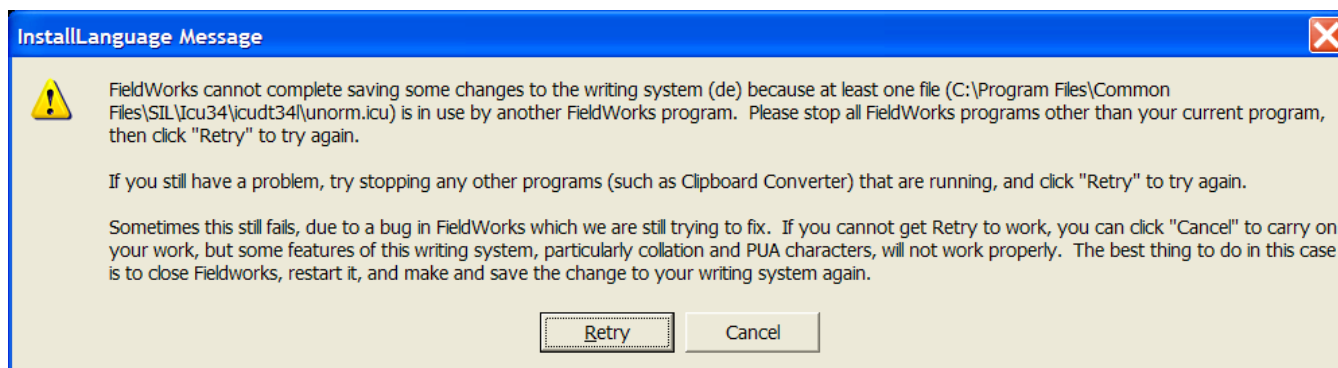 InstallLanguage Message
FieldWorks cannot complete saving some changes to the writing system (de) because at least one file (C:\Program Files\Common
Files\SIL\Icu34\icudt34l\unorm.icu) is in use by another FieldWorks program.  Please stop all FieldWorks programs other than your current program,
then click "Retry" to try again.
If you still have a problem, try stopping any other programs (such as Clipboard Converter) that are running, and click "Retry" to try again.
Sometimes this still fails, due to a bug in FieldWorks which we are still trying to fix.  If you cannot get Retry to work, you can click "Cancel" to carry on
your work, but some features of this writing system, particularly collation and PUA characters, will not work properly.  The best thing to do in this case
is to close Fieldworks, restart it, and make and save the change to your writing system again.
Retry
Cancel